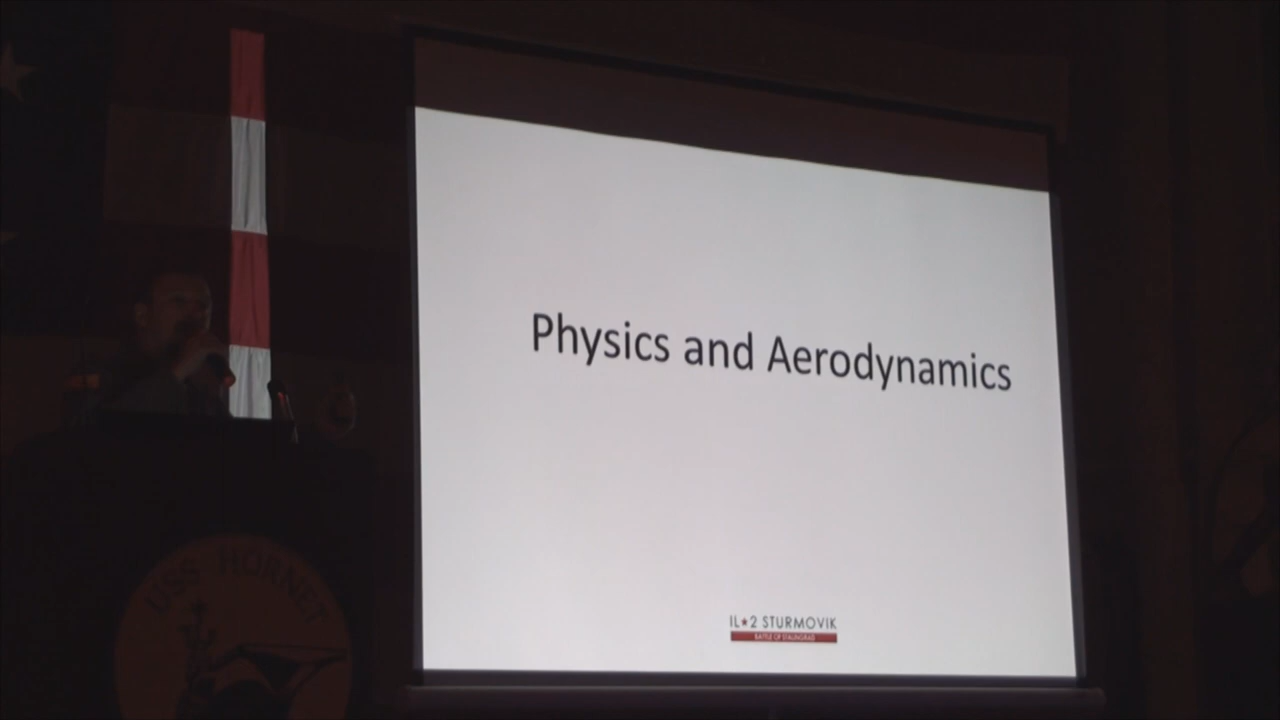 Physics and Aerodynamics
IL★2 STURMOVIK
BATTLE OF STALINGRAD
USS HORNET